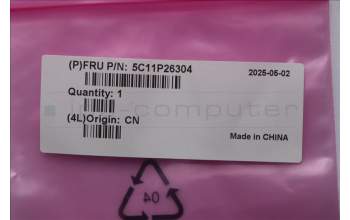 (P)FRU P/N: 5C11P26304
2025-05-02
Quantity: 1
(4L)Origin: CN
Made in CHINA
04